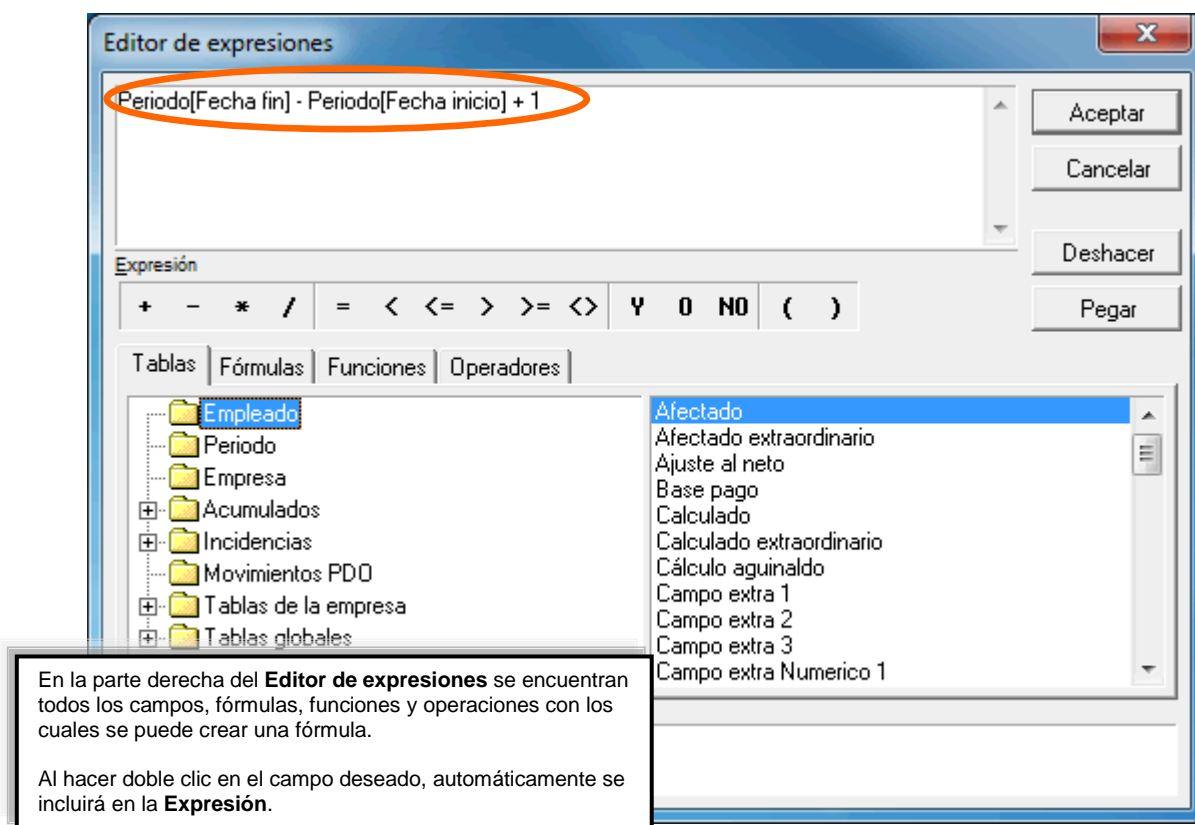 Editor de expresiones
x
Periodo[Fecha fin] - Periodo[Fecha inicio] + 1
Aceptar
Cancelar
Deshacer
Pegar
Expresión
+ - * / = < <= > >= <> Y O NO ( )
Tablas Fórmulas Funciones Operadores
Empleado
Periodo
Empresa
Acumulados
Incidencias
Movimientos PDO
Tablas de la empresa
Tablas globales
Afectado
Afectado extraordinario
Ajuste al neto
Base pago
Calculado
Calculado extraordinario
Cálculo aguinaldo
Campo extra 1
Campo extra 2
Campo extra 3
Campo extra Numerico 1
En la parte derecha del Editor de expresiones se encuentran
todos los campos, fórmulas, funciones y operaciones con los
cuales se puede crear una fórmula.
Al hacer doble clic en el campo deseado, automáticamente se
incluirá en la Expresión.